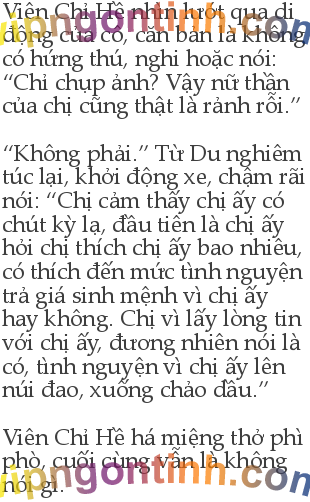 Viên Chỉ Hề nhìn lướt qua di
động của cô, căn bản là không
có hứng thú, nghi hoặc nói:
“Chỉ chụp ảnh? Vậy nữ thần
của chị cũng thật là rảnh rỗi.”

“Không phải.” Từ Du nghiêm
túc lại, khởi động xe, chậm rãi
nói: “Chị cảm thấy chị ấy có
chút kỳ lạ, đầu tiên là chị ấy
hỏi chị thích chị ấy bao nhiêu,
có thích đến mức tình nguyện
trả giá sinh mệnh vì chị ấy
hay không. Chị vì lấy lòng tin
với chị ấy, đương nhiên nói là
có, tình nguyện vì chị ấy lên
núi đao, xuống chảo dầu.”

Viên Chỉ Hề há miệng thở phì
phò, cuối cùng vẫn là không
nói gì.
vipngontinh.com
vipngontinh.com